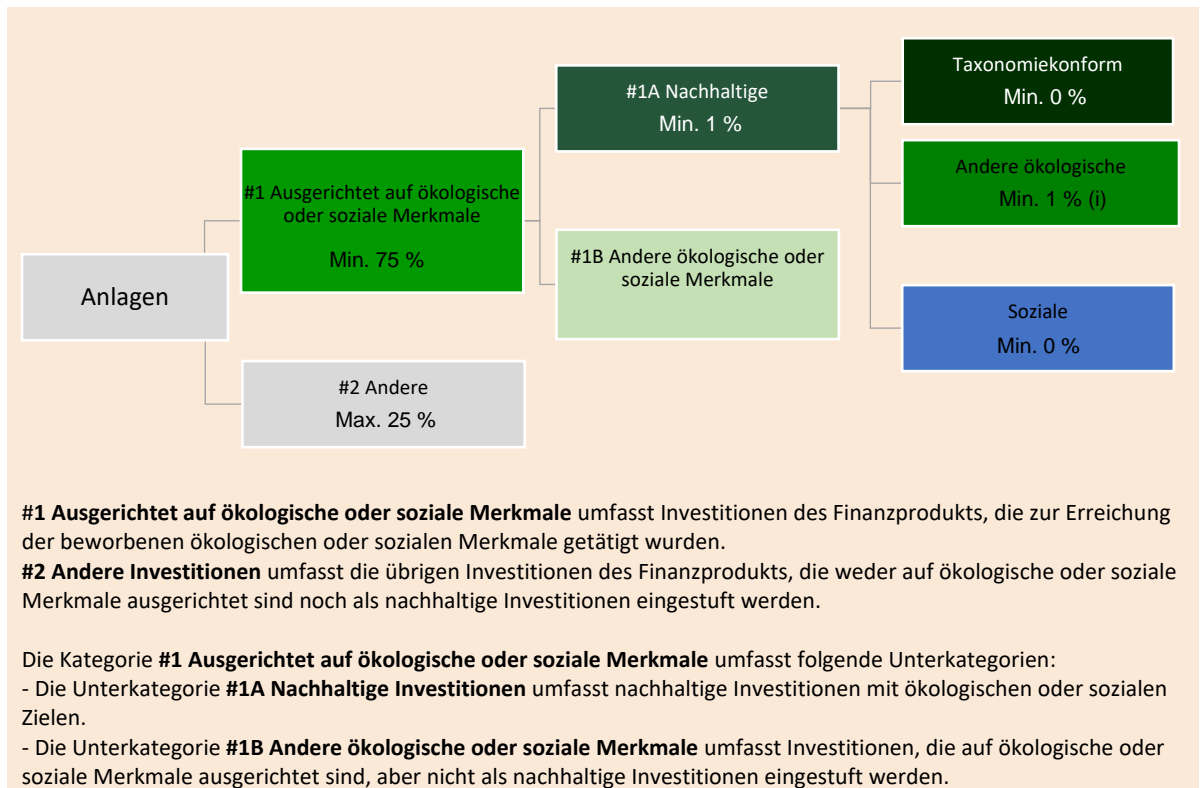 Taxonomiekonform
Min. 0 %
#1A Nachhaltige
Min. 1 %
Andere ökologische
Min. 1 % (i)
#1 Ausgerichtet auf ökologische
oder soziale Merkmale
Min. 75 %
#1B Andere ökologische oder
soziale Merkmale
Anlagen
Soziale
Min. 0 %
#2 Andere
Max. 25 %
#1 Ausgerichtet auf ökologische oder soziale Merkmale umfasst Investitionen des Finanzprodukts, die zur Erreichung
der beworbenen ökologischen oder sozialen Merkmale getätigt wurden.
#2 Andere Investitionen umfasst die übrigen Investitionen des Finanzprodukts, die weder auf ökologische oder soziale
Merkmale ausgerichtet sind noch als nachhaltige Investitionen eingestuft werden.
Die Kategorie #1 Ausgerichtet auf ökologische oder soziale Merkmale umfasst folgende Unterkategorien:
- Die Unterkategorie #1A Nachhaltige Investitionen umfasst nachhaltige Investitionen mit ökologischen oder sozialen
Zielen.
- Die Unterkategorie #1B Andere ökologische oder soziale Merkmale umfasst Investitionen, die auf ökologische oder
soziale Merkmale ausgerichtet sind, aber nicht als nachhaltige Investitionen eingestuft werden.